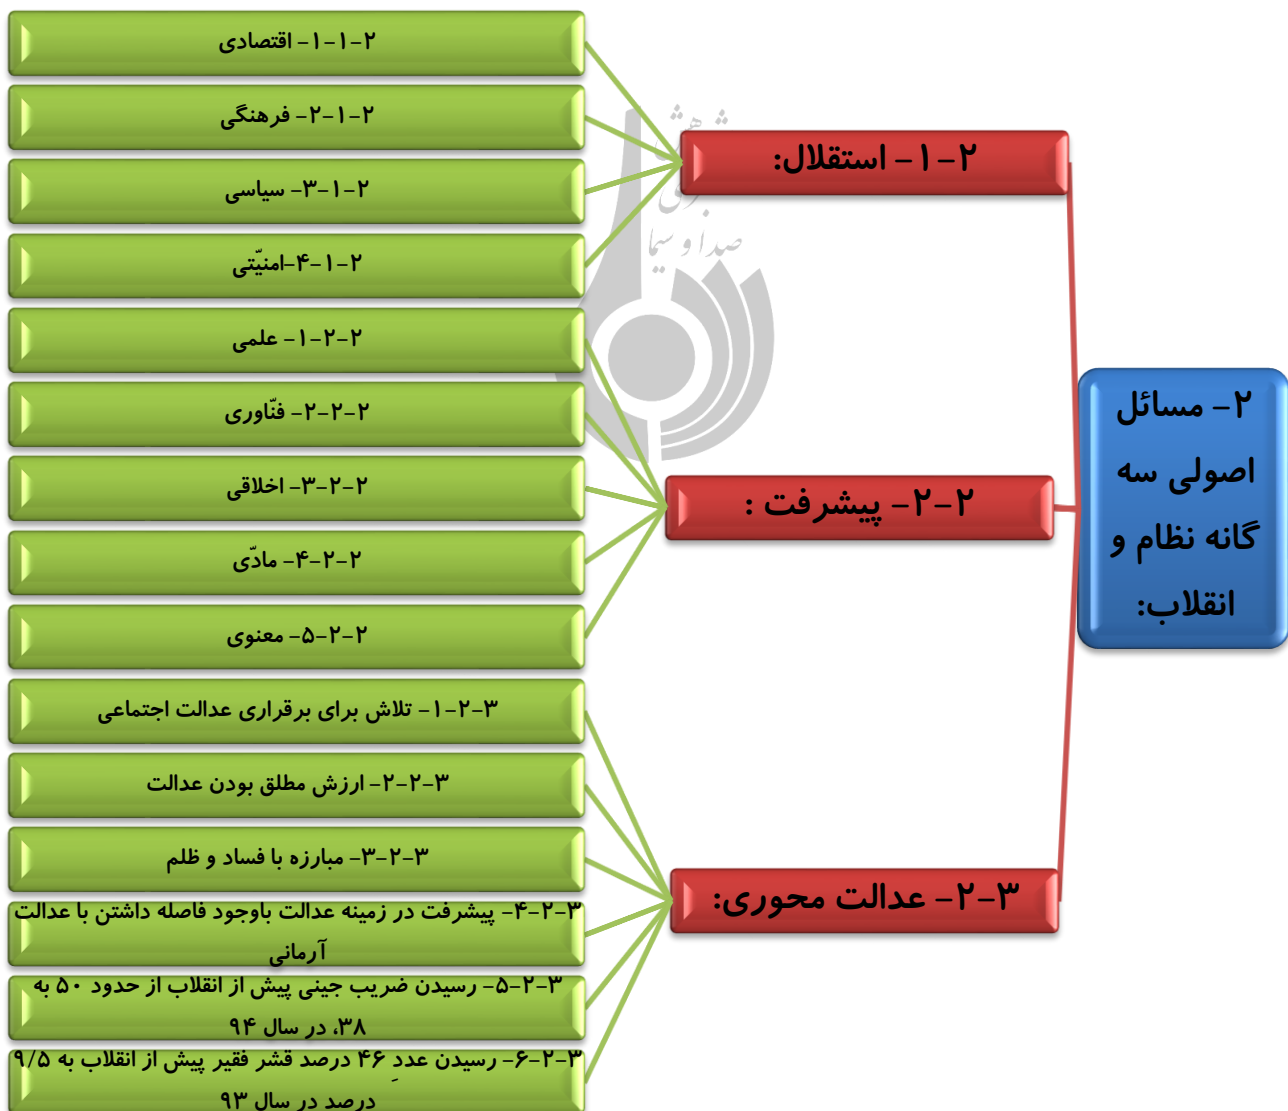 ۲- مسائل
اصولی سه
گانه نظام و
انقلاب:
۲-۱- استقلال:
۲-۱-۱- اقتصادی
۲-۱-۲- فرهنگی
۲-۱-۳- سیاسی
۲-۱-۴-امنیّتی
۲-۲- پیشرفت :
۲-۲-۱- علمی
۲-۲-۲- فنّاوری
۲-۲-۳- اخلاقی
۲-۲-۴- مادّی
۲-۲-۵- معنوی
۳-۲- عدالت محوری:
۳-۲-۱- تلاش برای برقراری عدالت اجتماعی
۳-۲-۲- ارزش مطلق بودن عدالت
۳-۲-۳- مبارزه با فساد و ظلم
۳-۲-۴- پیشرفت در زمینه عدالت باوجود فاصله داشتن با عدالت
آرمانی
۳-۲-۵- رسیدن ضریب جینی پیش از انقلاب از حدود ۵۰ به
۳۸، در سال ۹۴
۳-۲-۶- رسیدن عدد ۴۶ درصد قشر فقیر پیش از انقلاب به ۹/۵
درصد در سال ۹۳
صدا و سیما